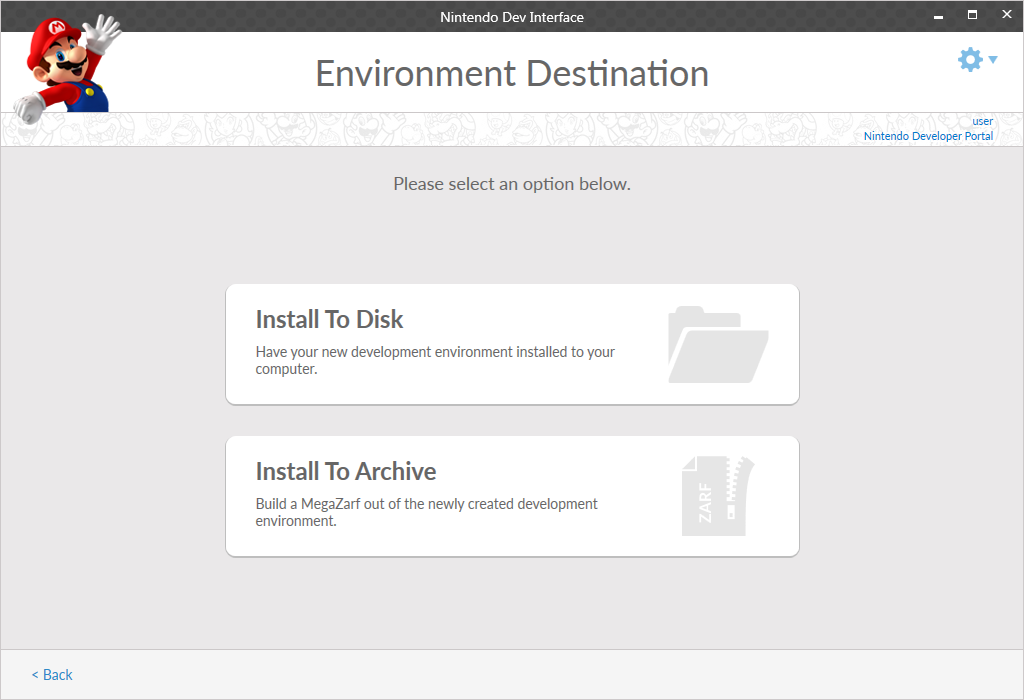 Nintendo Dev Interface
Environment Destination
user
Nintendo Developer Portal
Please select an option below.
Install To Disk
Have your new development environment installed to your
computer.
Install To Archive
Build a MegaZarf out of the newly created development
environment.
ZARF
< Back